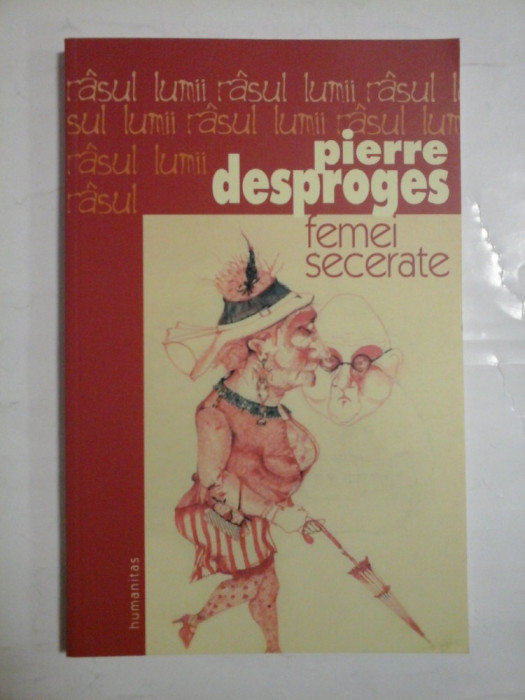 râsul lumii râsul lumii râsul l
sul lumii râsul lumii râsul lum
râsul lumii
râsul
pierre
desproges
femei
secerate
humanitas